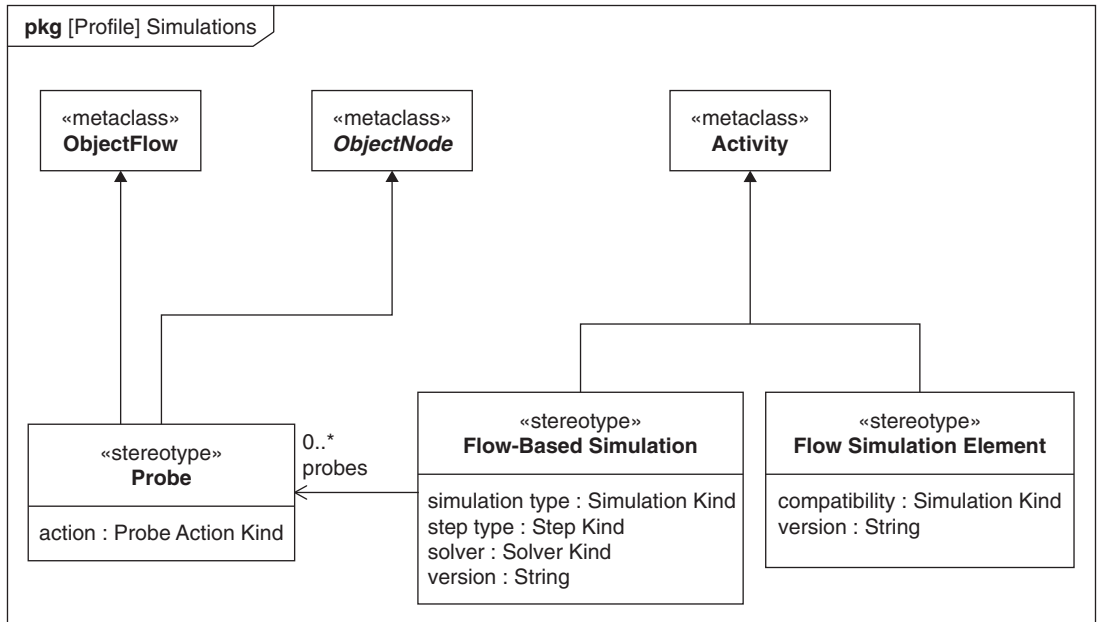 pkg [Profile] Simulations
«metaclass»
ObjectFlow
«metaclass»
ObjectNode
«metaclass»
Activity
«stereotype»
Probe
action : Probe Action Kind
0..*
probes
«stereotype»
Flow-Based Simulation
simulation type : Simulation Kind
step type : Step Kind
solver : Solver Kind
version : String
«stereotype»
Flow Simulation Element
compatibility : Simulation Kind
version : String